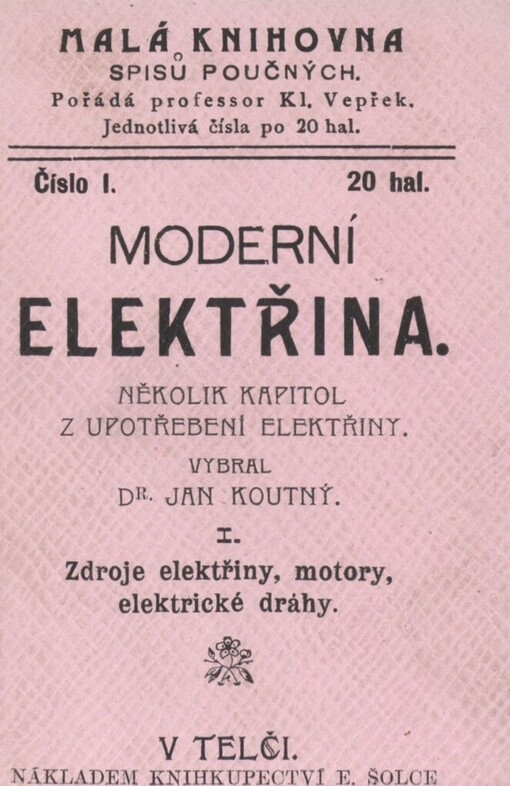 MALÁ KNIHOVNA
SPISŮ POUČNÝCH.
Pořádá professor Kl. Vepřek.
Jednotlivá čísla po 20 hal.
Číslo I. 20 hal.
MODERNÍ
ELEKTŘINA.
NĚKOLIK KAPITOL
Z UPOTŘEBENÍ ELEKTŘINY.
VYBRAL
DR. JAN KOUTNÝ.
I.
Zdroje elektřiny, motory,
elektrické dráhy.
V TELČI.
NÁKLADEM KNIHKUPECTVÍ E. ŠOLCE